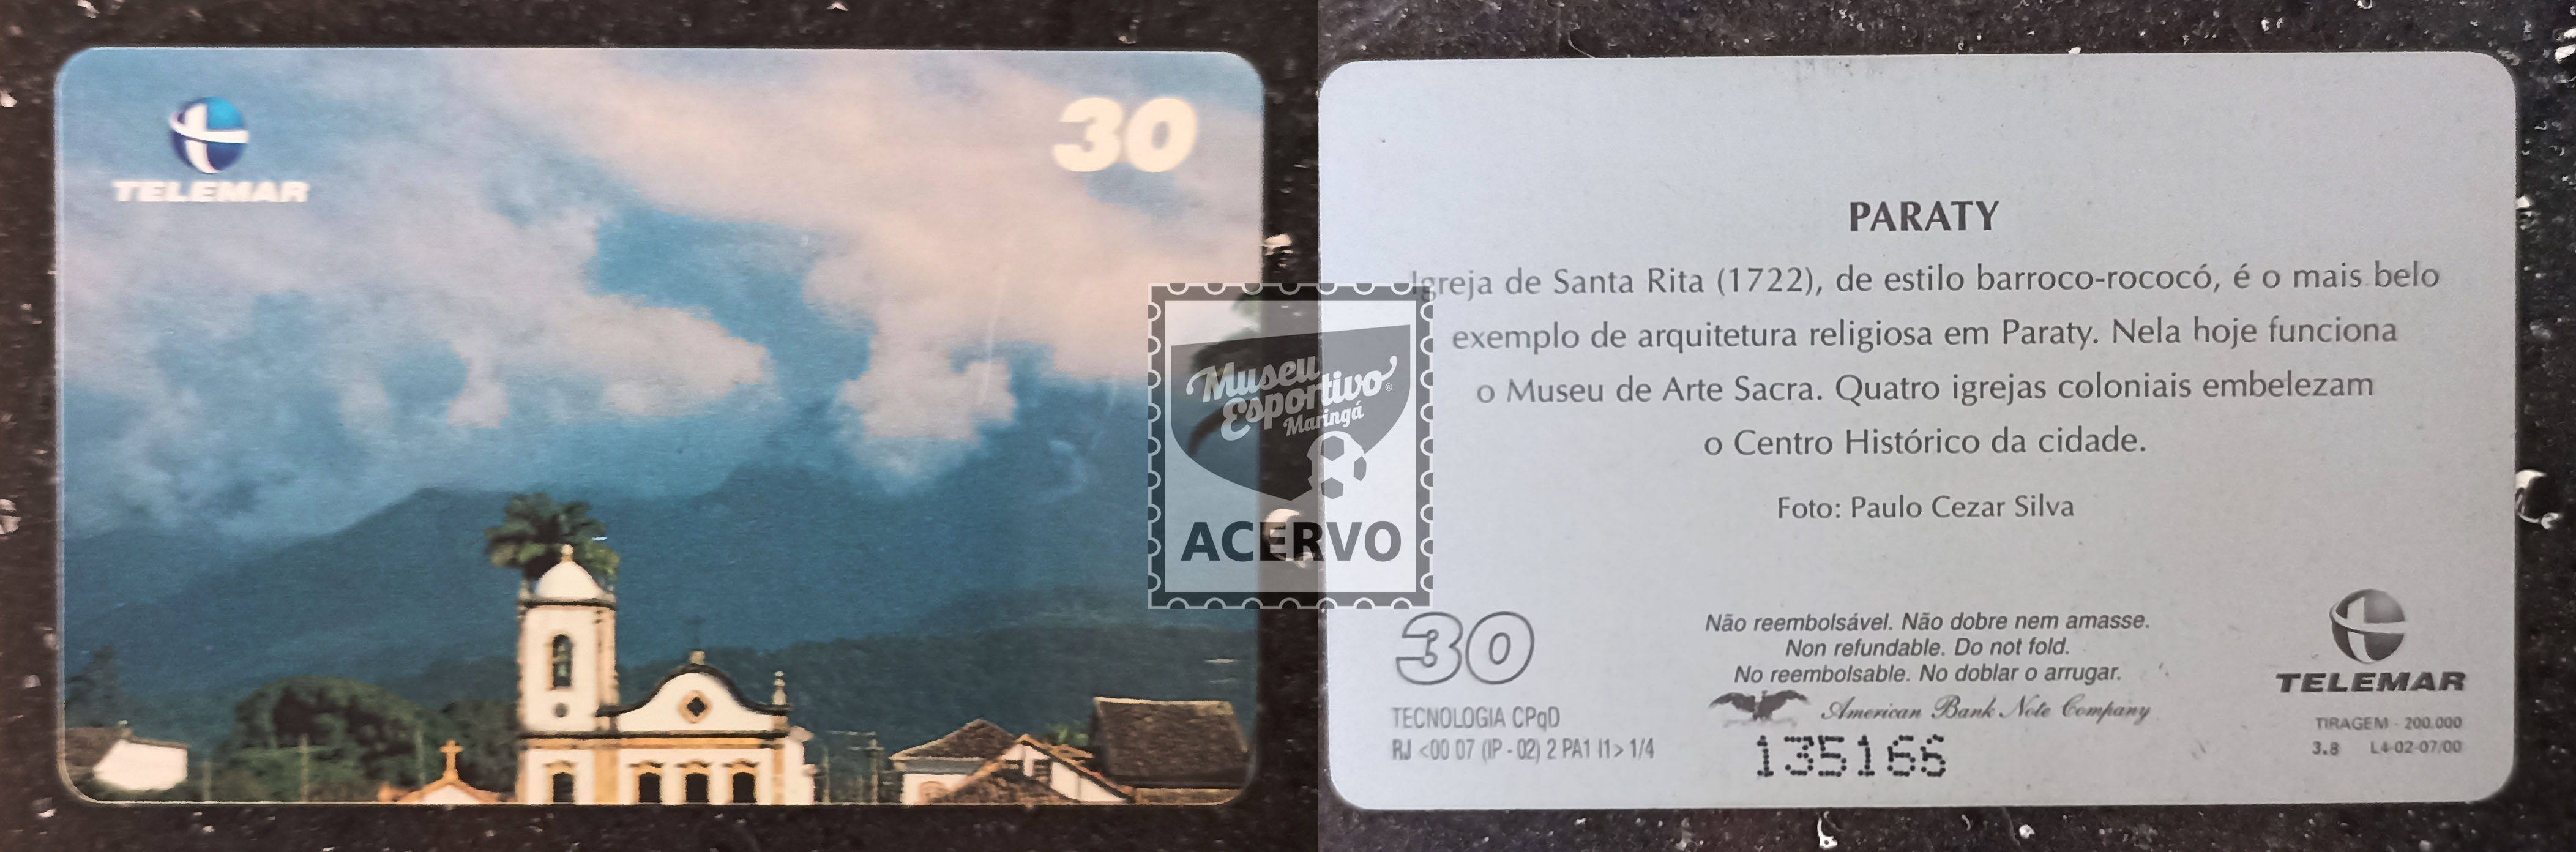 TELEMAR
30
Museu
Esportivo®
Maringá
ACERVO
PARATY
Igreja de Santa Rita (1722), de estilo barroco-rococó, é o mais belo
exemplo de arquitetura religiosa em Paraty. Nela hoje funciona
o Museu de Arte Sacra. Quatro igrejas coloniais embelezam
o Centro Histórico da cidade.
Foto: Paulo Cezar Silva
30
Não reembolsável. Não dobre nem amasse.
Non refundable. Do not fold.
No reembolsable. No doblar o arrugar.
American Bank Note Company
TELEMAR
TECNOLOGIA CPqD
RJ <00 07 (IP - 02) 2 PA1 I1> 1/4
135166
TIRAGEM - 200.000
3.8 L4-02-07/00